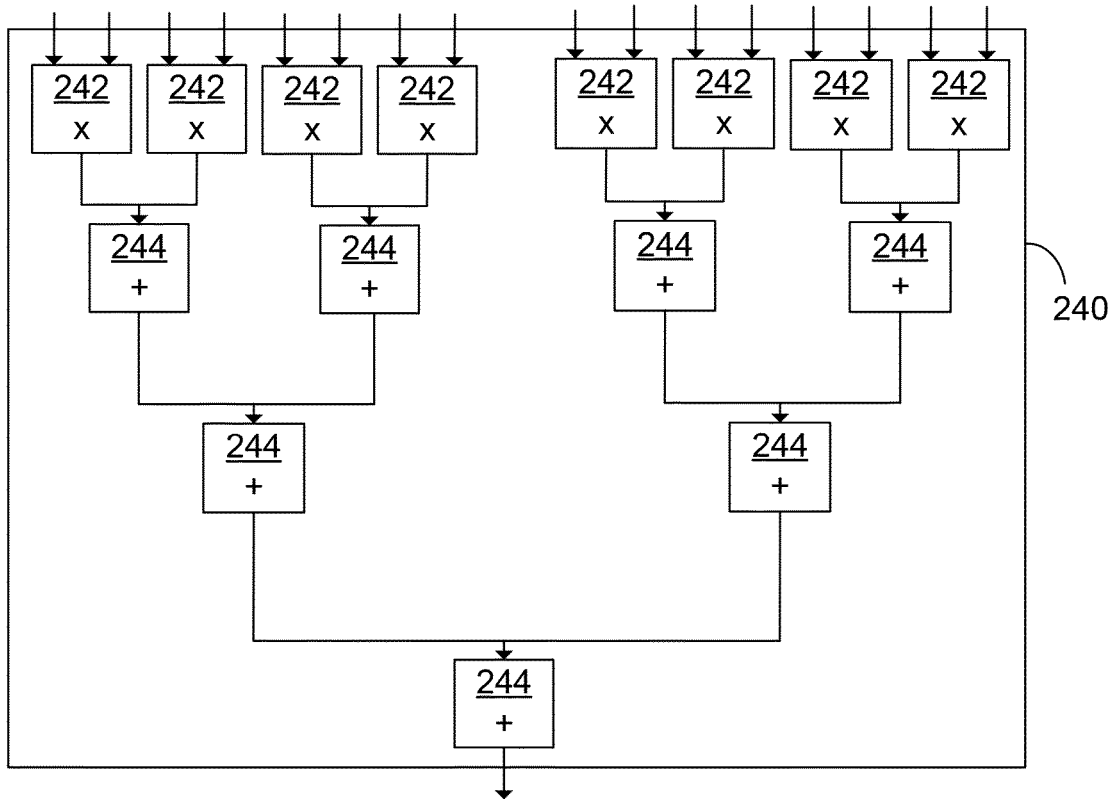 242 242 242 242 242 242 242 242
x x x x x x x x
244 244 244 244
+ + + +
240
244 244
+ +
244
+